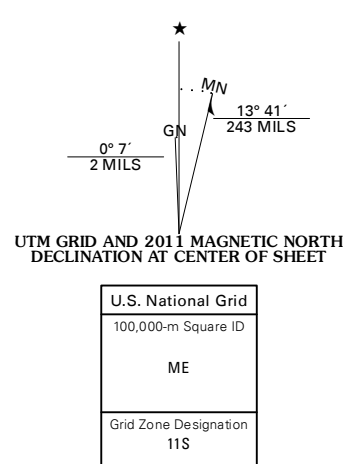 ★
MN
GN
13° 41´
243 MILS
0° 7´
2 MILS
UTM GRID AND 2011 MAGNETIC NORTH
DECLINATION AT CENTER OF SHEET
U.S. National Grid
100,000-m Square ID
ME
Grid Zone Designation
11S